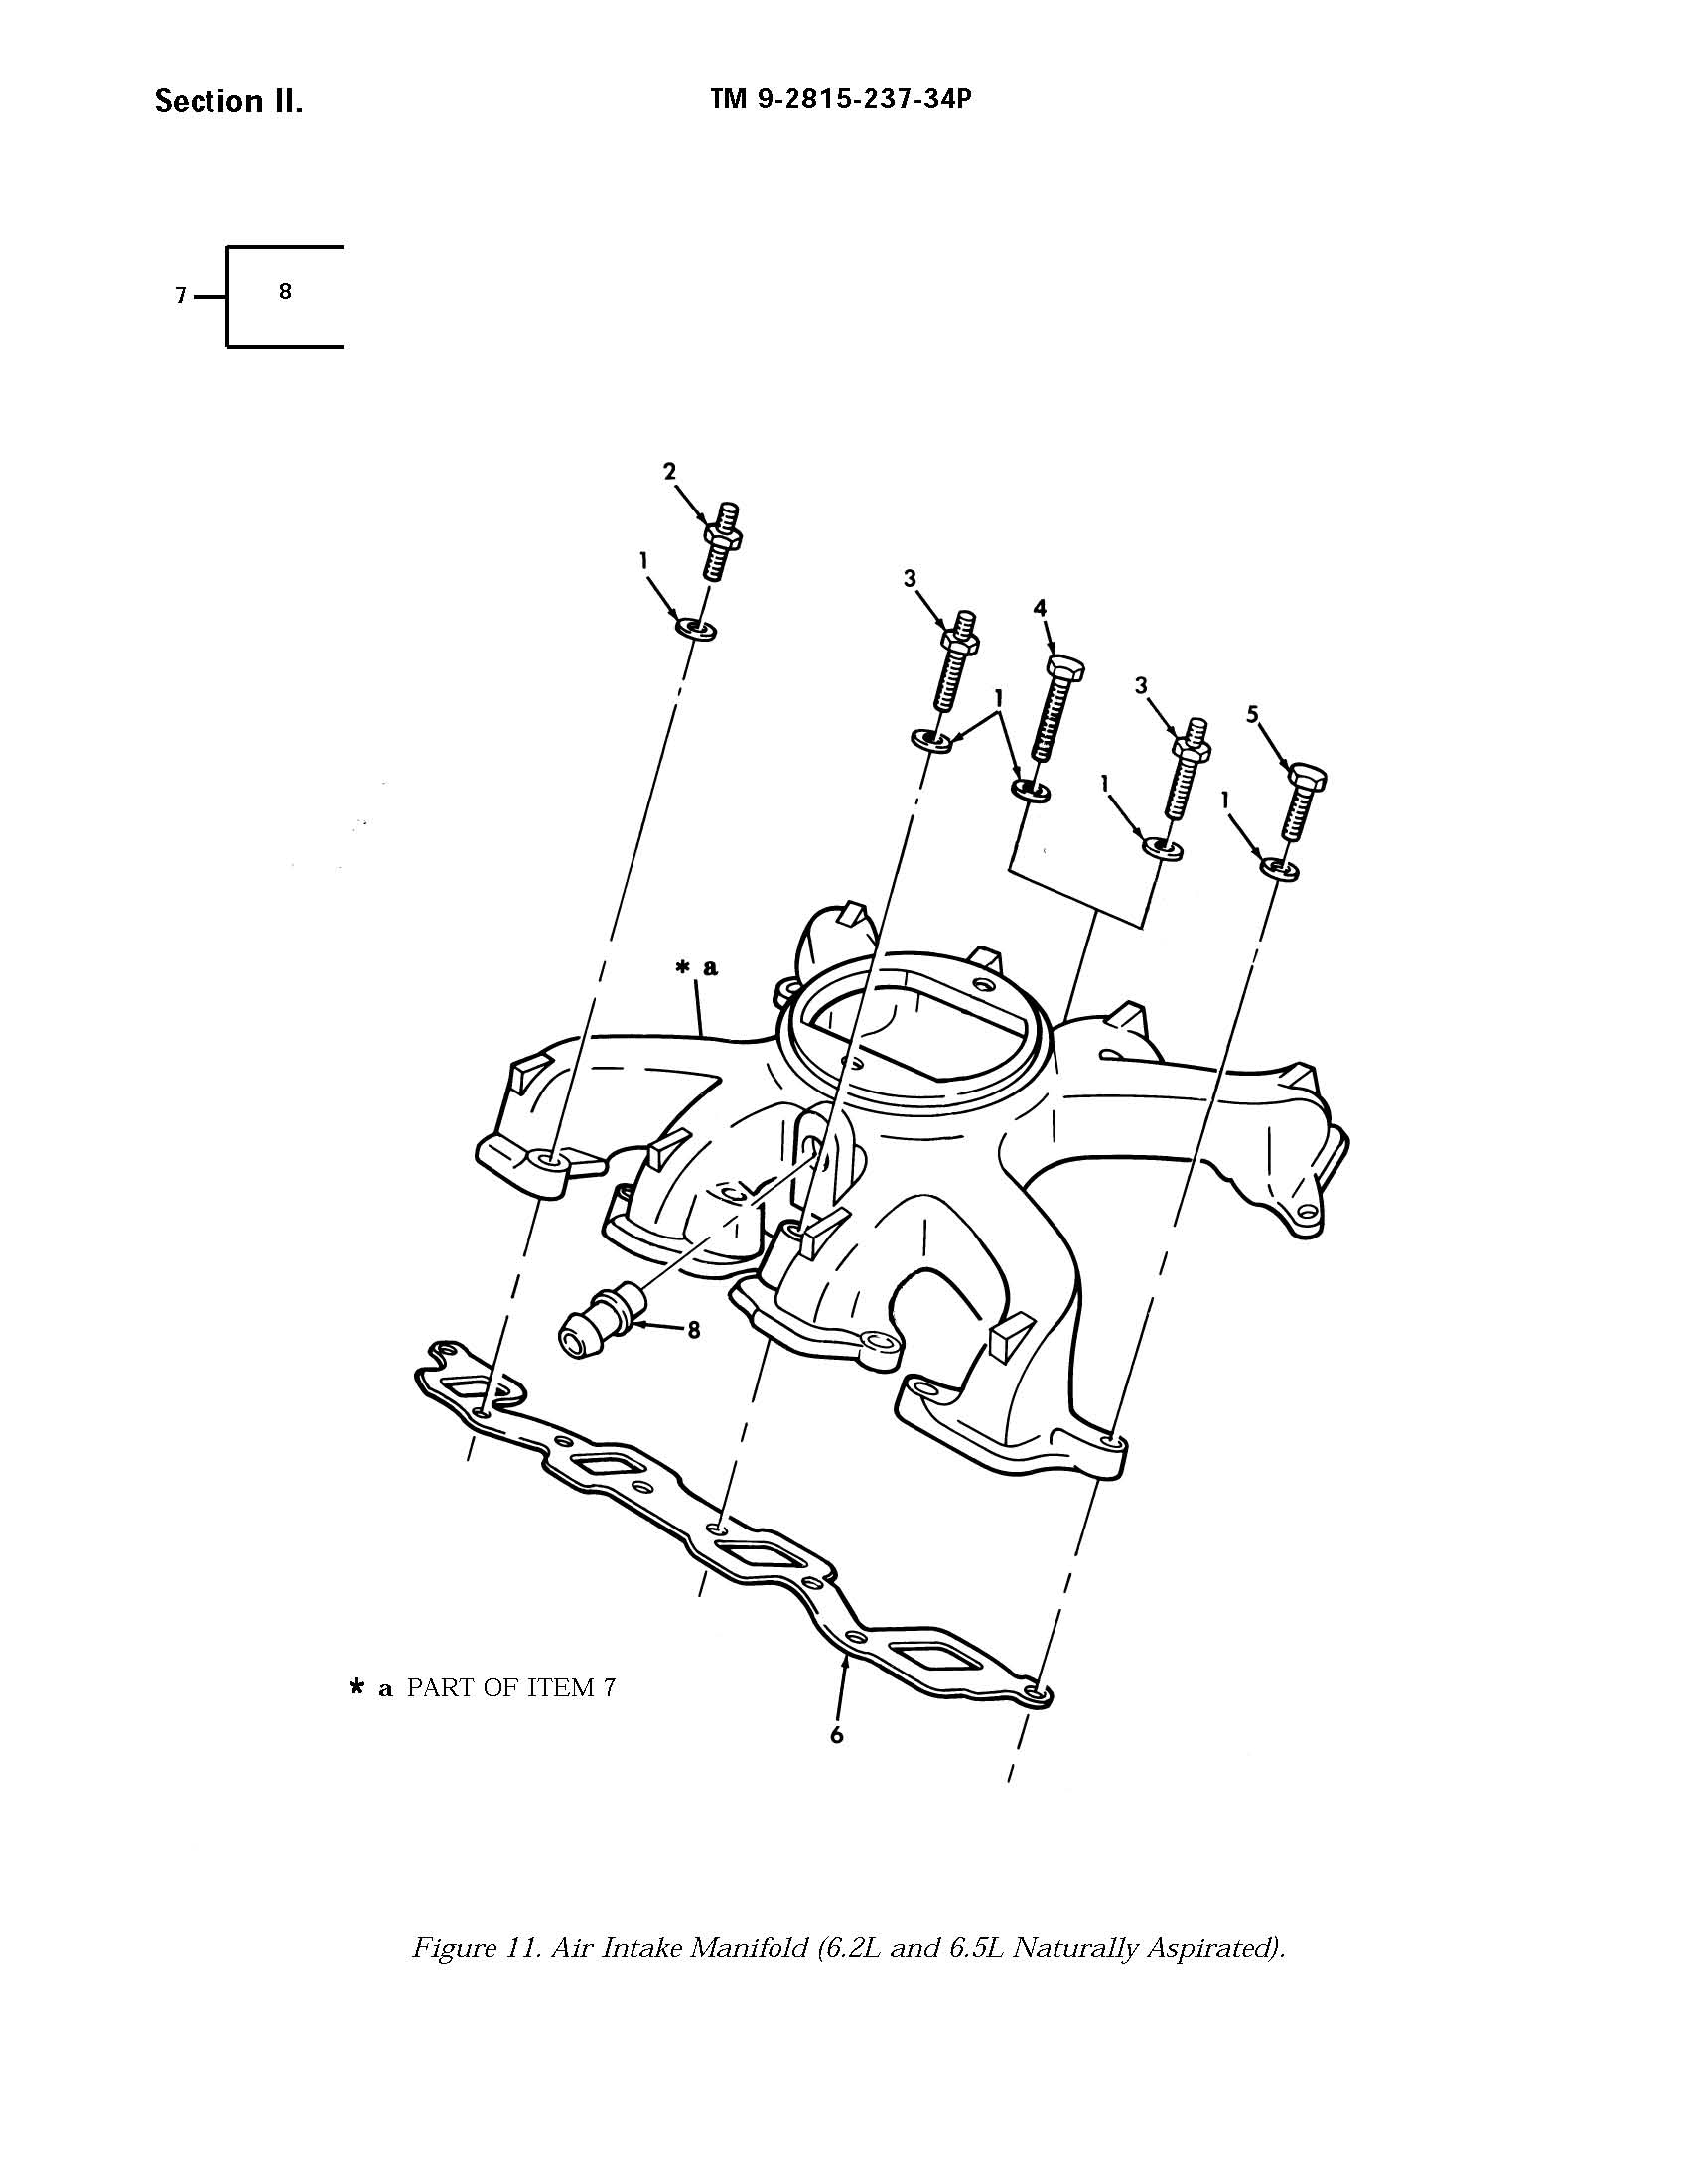 Section II.
TM 9-2815-237-34P
7
8
2
1
3
4
1
3
5
1
1
* a
8
* a PART OF ITEM 7
6
Figure 11. Air Intake Manifold (6.2L and 6.5L Naturally Aspirated).